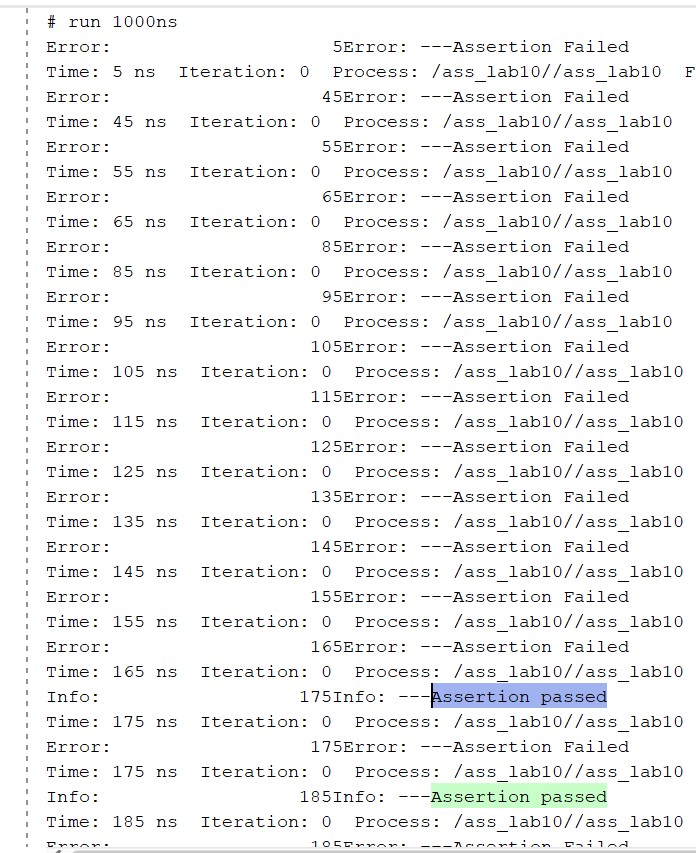 # run 1000ns
Error:                    5Error: ---Assertion Failed
Time: 5 ns  Iteration: 0  Process: /ass_lab10//ass_lab10  F
Error:                   45Error: ---Assertion Failed
Time: 45 ns  Iteration: 0  Process: /ass_lab10//ass_lab10
Error:                   55Error: ---Assertion Failed
Time: 55 ns  Iteration: 0  Process: /ass_lab10//ass_lab10
Error:                   65Error: ---Assertion Failed
Time: 65 ns  Iteration: 0  Process: /ass_lab10//ass_lab10
Error:                   85Error: ---Assertion Failed
Time: 85 ns  Iteration: 0  Process: /ass_lab10//ass_lab10
Error:                   95Error: ---Assertion Failed
Time: 95 ns  Iteration: 0  Process: /ass_lab10//ass_lab10
Error:                  105Error: ---Assertion Failed
Time: 105 ns  Iteration: 0  Process: /ass_lab10//ass_lab10
Error:                  115Error: ---Assertion Failed
Time: 115 ns  Iteration: 0  Process: /ass_lab10//ass_lab10
Error:                  125Error: ---Assertion Failed
Time: 125 ns  Iteration: 0  Process: /ass_lab10//ass_lab10
Error:                  135Error: ---Assertion Failed
Time: 135 ns  Iteration: 0  Process: /ass_lab10//ass_lab10
Error:                  145Error: ---Assertion Failed
Time: 145 ns  Iteration: 0  Process: /ass_lab10//ass_lab10
Error:                  155Error: ---Assertion Failed
Time: 155 ns  Iteration: 0  Process: /ass_lab10//ass_lab10
Error:                  165Error: ---Assertion Failed
Time: 165 ns  Iteration: 0  Process: /ass_lab10//ass_lab10
Info:                  175Info: ---Assertion passed
Time: 175 ns  Iteration: 0  Process: /ass_lab10//ass_lab10
Error:                  175Error: ---Assertion Failed
Time: 175 ns  Iteration: 0  Process: /ass_lab10//ass_lab10
Info:                  185Info: ---Assertion passed
Time: 185 ns  Iteration: 0  Process: /ass_lab10//ass_lab10
Error:                  185Error: ---Assertion Failed